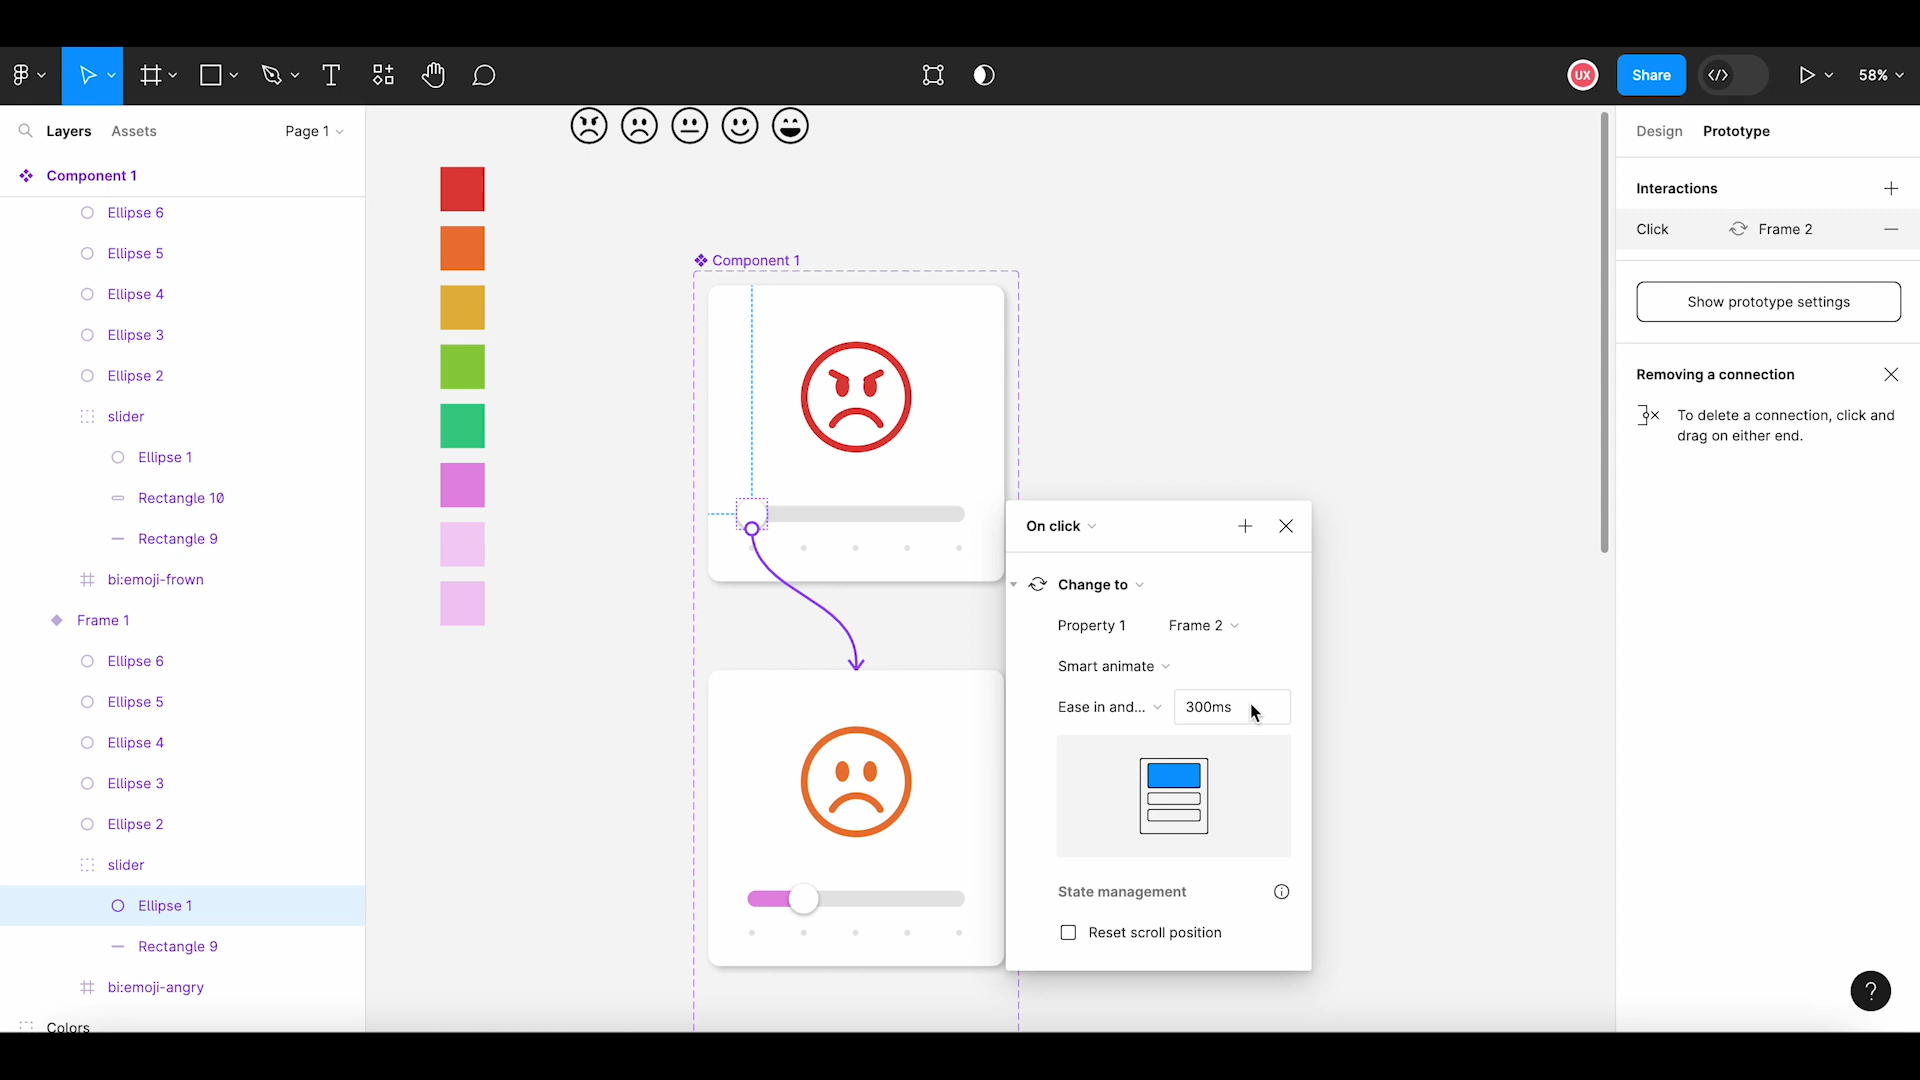 UX
Share
58%
Layers
Assets
Page 1
Component 1
Ellipse 6
Ellipse 5
Ellipse 4
Ellipse 3
Ellipse 2
slider
Ellipse 1
Rectangle 10
Rectangle 9
bi:emoji-frown
Frame 1
Ellipse 6
Ellipse 5
Ellipse 4
Ellipse 3
Ellipse 2
slider
Ellipse 1
Rectangle 9
bi:emoji-angry
Colors
Component 1
On click
Change to
Property 1 Frame 2
Smart animate
Ease in and... 300ms
State management
Reset scroll position
Design Prototype
Interactions
Click Frame 2
Show prototype settings
Removing a connection
To delete a connection, click and
drag on either end.
?